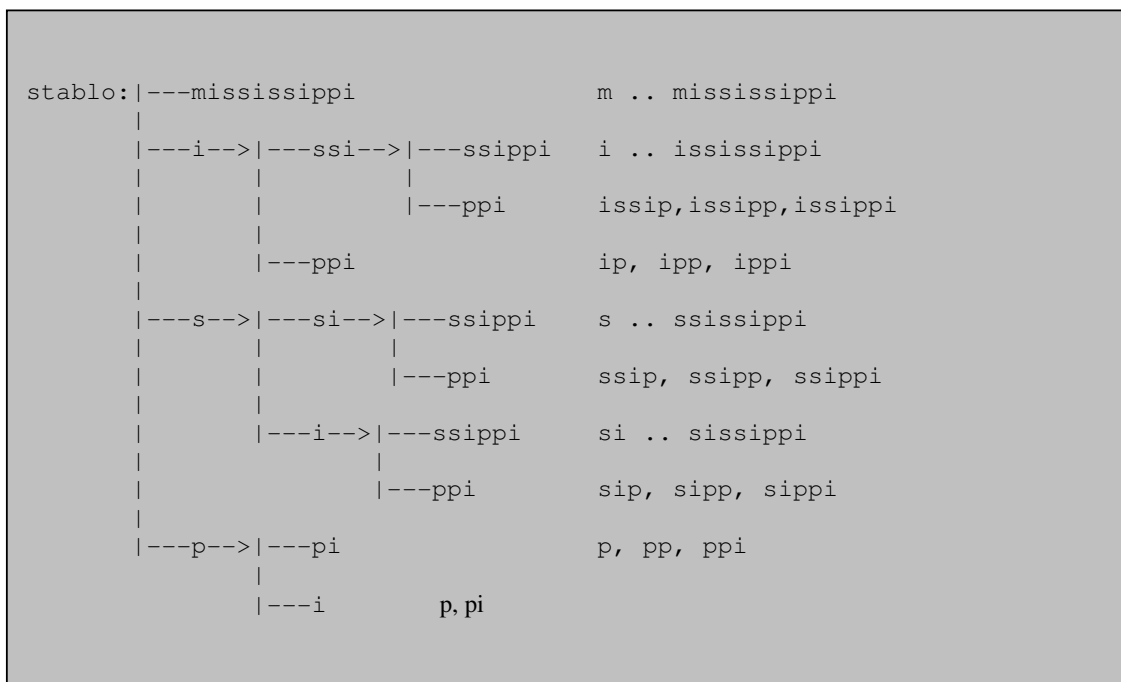 stablo:|---mississippi                    m .. mississippi
       |
       |---i-->|---ssi-->|---ssippi   i .. ississippi
       |       |         |
       |       |         |---ppi      issip,issipp,issippi
       |       |
       |       |---ppi                ip, ipp, ippi
       |
       |---s-->|---si-->|---ssippi    s .. ssissippi
       |       |        |
       |       |        |---ppi       ssip, ssipp, ssippi
       |       |
       |       |---i-->|---ssippi     si .. sissippi
       |               |
       |               |---ppi        sip, sipp, sippi
       |
       |---p-->|---pi                 p, pp, ppi
               |
               |---i        p, pi